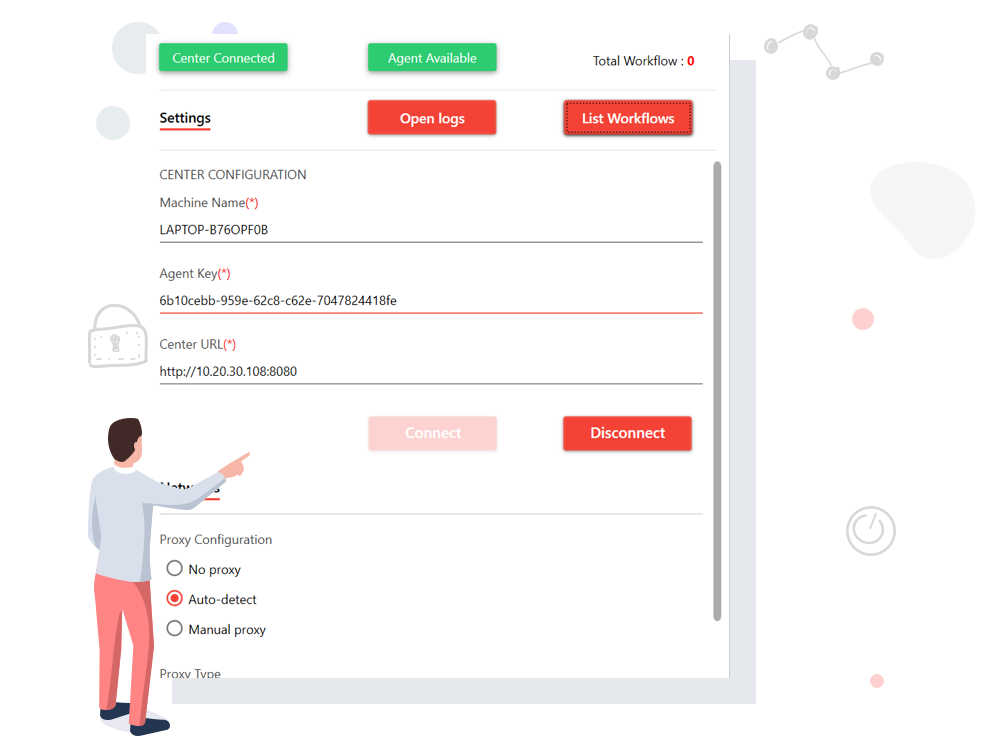 Center Connected
Agent Available
Total Workflow : 0
Settings
Open logs
List Workflows
CENTER CONFIGURATION
Machine Name(*)
LAPTOP-B76OPF0B
Agent Key(*)
6b10cebb-959e-62c8-c62e-7047824418fe
Center URL(*)
http://10.20.30.108:8080
Connect
Disconnect
Proxy Configuration
No proxy
Auto-detect
Manual proxy
Proxy Type